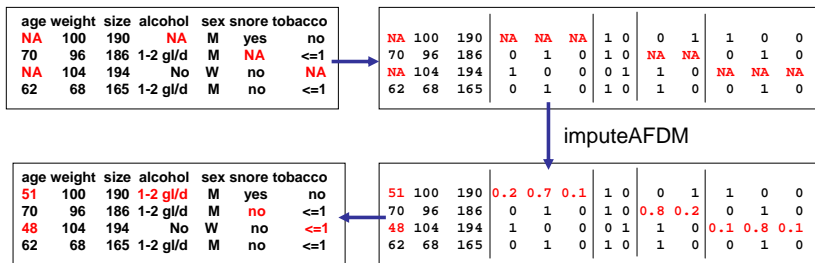 age weight size alcohol sex snore tobacco
NA 100 190 NA M yes no
70 96 186 1-2 gl/d M NA <=1
NA 104 194 No W no NA
62 68 165 1-2 gl/d M no <=1
NA 100 190 NA NA NA 1 0 0 1 1 0 0
70 96 186 0 1 0 1 0 NA NA 0 1 0
NA 104 194 1 0 0 0 1 1 0 NA NA NA
62 68 165 0 1 0 1 0 1 0 0 1 0
imputeAFDM
age weight size alcohol sex snore tobacco
51 100 190 1-2 gl/d M yes no
70 96 186 1-2 gl/d M no <=1
48 104 194 No W no <=1
62 68 165 1-2 gl/d M no <=1
51 100 190 0.2 0.7 0.1 1 0 0 1 1 0 0
70 96 186 0 1 0 1 0 0.8 0.2 0 1 0
48 104 194 1 0 0 0 1 1 0 0.1 0.8 0.1
62 68 165 0 1 0 1 0 1 0 0 1 0